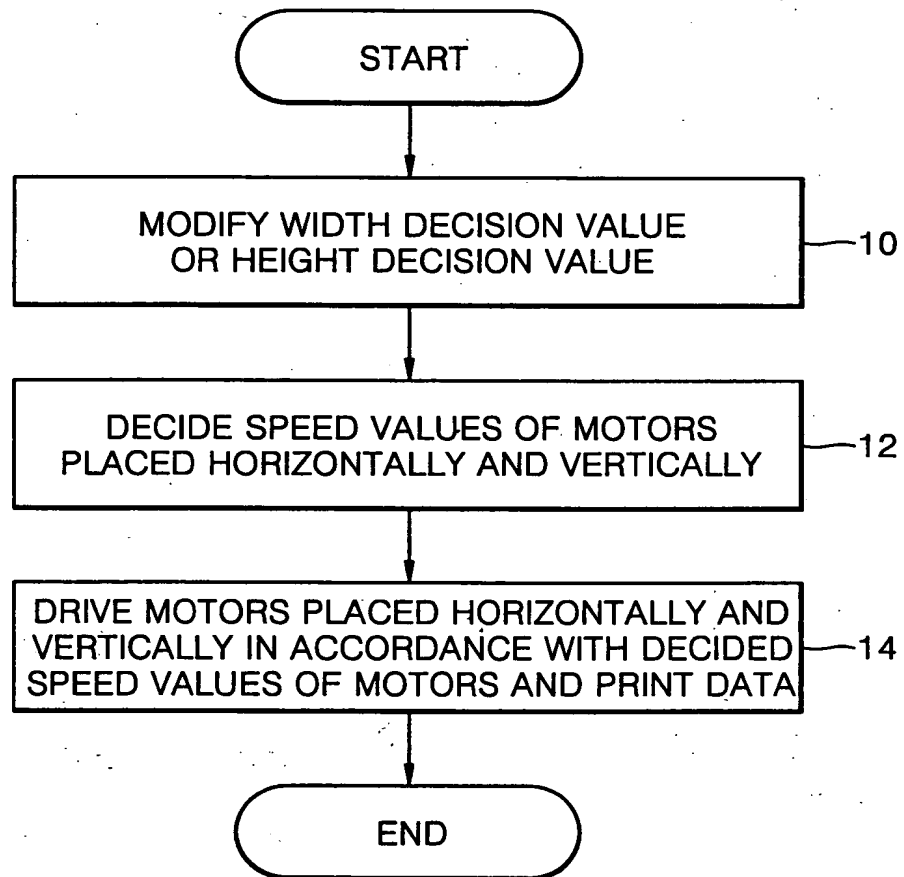 START
MODIFY WIDTH DECISION VALUE
OR HEIGHT DECISION VALUE
10
DECIDE SPEED VALUES OF MOTORS
PLACED HORIZONTALLY AND VERTICALLY
12
DRIVE MOTORS PLACED HORIZONTALLY AND
VERTICALLY IN ACCORDANCE WITH DECIDED
SPEED VALUES OF MOTORS AND PRINT DATA
14
END